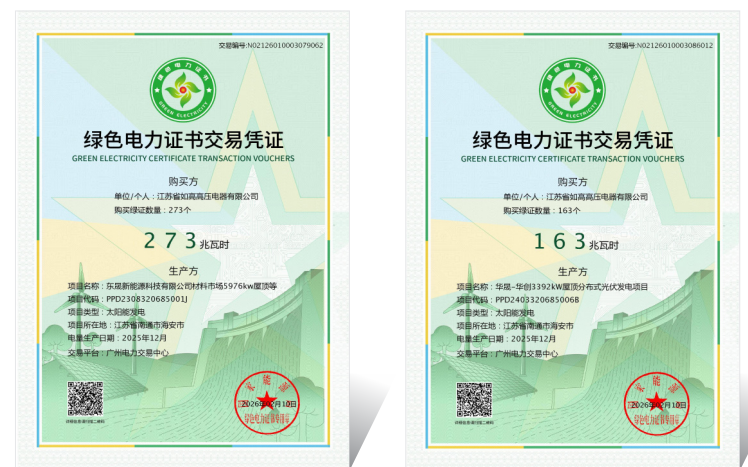 交易编号:N02126010003079062
绿色电力证书
GREEN ELECTRICITY
绿色电力证书交易凭证
GREEN ELECTRICITY CERTIFICATE TRANSACTION VOUCHERS
购买方
单位/个人：江苏省如高高压电器有限公司
购买绿证数量：273个
273兆瓦时
生产方
项目名称：东晟新能源科技有限公司材料市场5976kw屋顶等
项目代码：PPD2308320685001J
项目类型：太阳能发电
项目所在地：江苏省南通市海安市
电量生产日期：2025年12月
交易平台：广州电力交易中心
2026年02月10日
交易编号:N02126010003086012
绿色电力证书
GREEN ELECTRICITY
绿色电力证书交易凭证
GREEN ELECTRICITY CERTIFICATE TRANSACTION VOUCHERS
购买方
单位/个人：江苏省如高高压电器有限公司
购买绿证数量：163个
163兆瓦时
生产方
项目名称：华晟-华创3392kW屋顶分布式光伏发电项目
项目代码：PPD2403320685006B
项目类型：太阳能发电
项目所在地：江苏省南通市海安市
电量生产日期：2025年12月
交易平台：广州电力交易中心
2026年02月10日